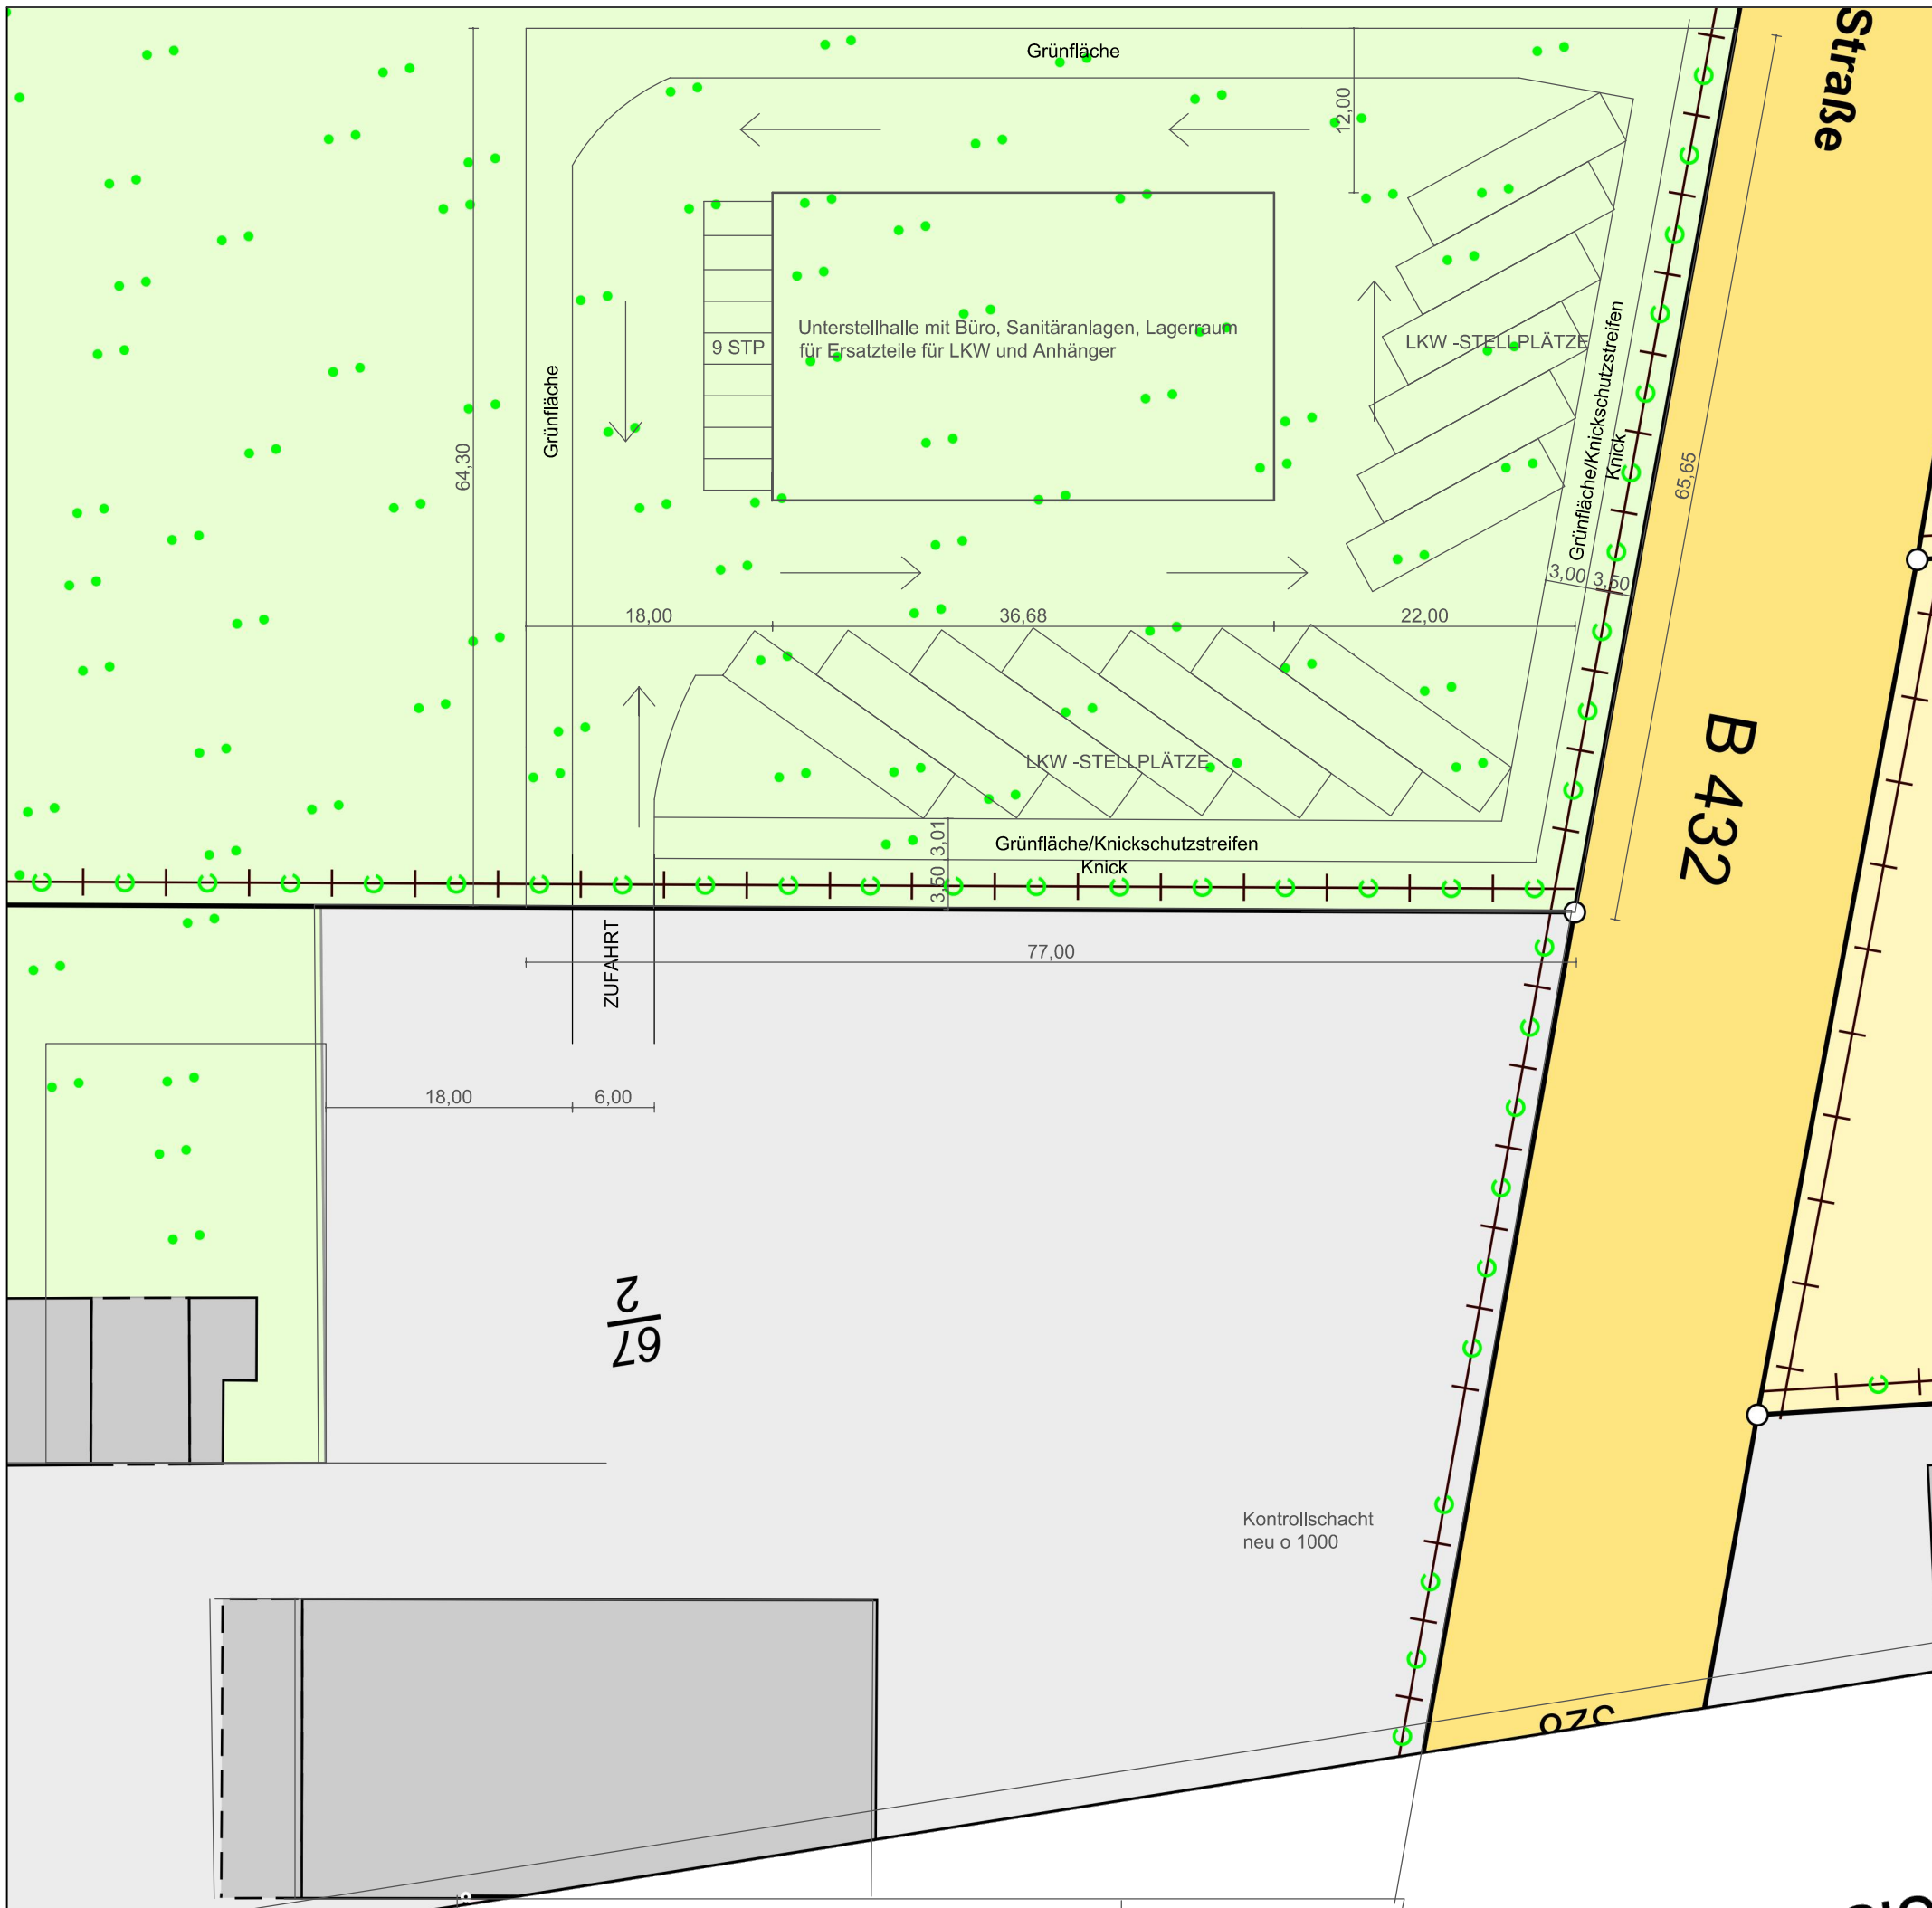 Straße
Grünfläche
12,00
Unterstellhalle mit Büro, Sanitäranlagen, Lagerraum
für Ersatzteile für LKW und Anhänger
9 STP
LKW -STELLPLÄTZE
Grünfläche
64,30
Grünfläche/Knickschutzstreifen
Knick
65,65
3,00
3,50
18,00
36,68
22,00
LKW -STELLPLÄTZE
B 432
3,01
3,50
Grünfläche/Knickschutzstreifen
Knick
ZUFAHRT
77,00
18,00
6,00
67
2
Kontrollschacht
neu o 1000